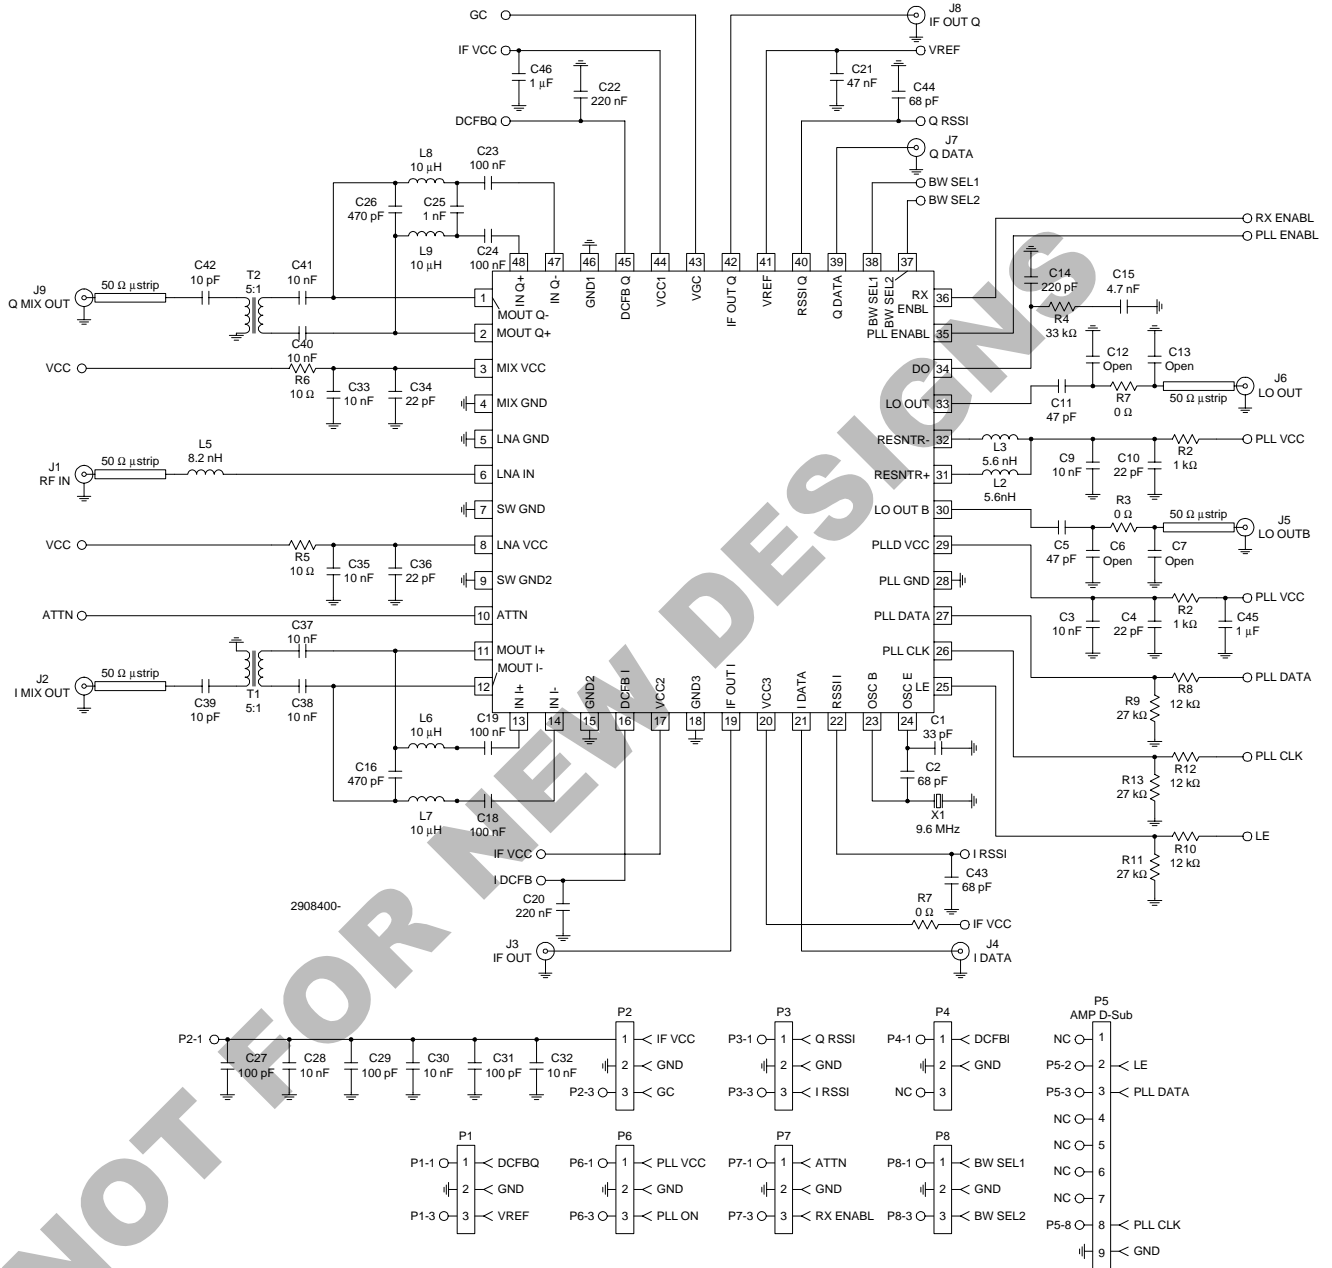 GC
J8
IF OUT Q
IF VCC
VREF
C46
1 µF
C22
220 nF
C21
47 nF
C44
68 pF
DCFBQ
Q RSSI
J7
Q DATA
L8
10 µH
C23
100 nF
BW SEL1
BW SEL2
C26
470 pF
C25
1 nF
RX ENABL
PLL ENABL
L9
10 µH
C24
100 nF
48
47
46
45
44
43
42
41
40
39
38
37
IN Q+
IN Q-
GND1
DCFB Q
VCC1
VGC
IF OUT Q
VREF
RSSI Q
Q DATA
BW SEL1
BW SEL2
J9
Q MIX OUT
50 Ω µstrip
C42
10 pF
T2
5:1
C41
10 nF
C40
10 nF
1
MOUT Q-
2
MOUT Q+
RX
ENBL
36
PLL ENABL
35
C14
220 pF
C15
4.7 nF
R4
33 kΩ
VCC
R6
10 Ω
C33
10 nF
C34
22 pF
3
MIX VCC
DO
34
C12
Open
C13
Open
J6
LO OUT
4
MIX GND
LO OUT
33
C11
47 pF
R7
0 Ω
50 Ω µstrip
5
LNA GND
RESNTR-
32
L3
5.6 nH
PLL VCC
R2
1 kΩ
C9
10 nF
C10
22 pF
J1
RF IN
50 Ω µstrip
L5
8.2 nH
6
LNA IN
RESNTR+
31
L2
5.6nH
7
SW GND
LO OUT B
30
R3
0 Ω
50 Ω µstrip
J5
LO OUTB
C5
47 pF
C6
Open
C7
Open
VCC
R5
10 Ω
C35
10 nF
C36
22 pF
8
LNA VCC
PLLD VCC
29
9
SW GND2
PLL GND
28
PLL VCC
R2
1 kΩ
C3
10 nF
C4
22 pF
C45
1 µF
ATTN
10
ATTN
PLL DATA
27
C37
10 nF
11
MOUT I+
PLL CLK
26
MOUT I-
12
LE
25
J2
I MIX OUT
50 Ω µstrip
C39
10 pF
T1
5:1
C38
10 nF
PLL DATA
R8
12 kΩ
R9
27 kΩ
IN I+
IN I-
GND2
DCFB I
VCC2
GND3
IF OUT I
VCC3
I DATA
RSSI I
OSC B
OSC E
13
14
15
16
17
18
19
20
21
22
23
24
L6
10 µH
C19
100 nF
C1
33 pF
C16
470 pF
C2
68 pF
PLL CLK
R12
12 kΩ
R13
27 kΩ
L7
10 µH
C18
100 nF
X1
9.6 MHz
LE
R10
12 kΩ
R11
27 kΩ
IF VCC
I RSSI
I DCFB
C43
68 pF
C20
220 nF
2908400-
R7
0 Ω
IF VCC
J3
IF OUT
J4
I DATA
P2-1
C27
100 pF
C28
10 nF
C29
100 pF
C30
10 nF
C31
100 pF
C32
10 nF
P2
1 IF VCC
2 GND
P2-3 3 GC
P3
P3-1 1 Q RSSI
2 GND
P3-3 3 I RSSI
P4
P4-1 1 DCFBI
2 GND
NC 3
P5
AMP D-Sub
NC 1
P5-2 2 LE
P5-3 3 PLL DATA
NC 4
NC 5
NC 6
NC 7
P5-8 8 PLL CLK
9 GND
P1
P1-1 1 DCFBQ
2 GND
P1-3 3 VREF
P6
P6-1 1 PLL VCC
2 GND
P6-3 3 PLL ON
P7
P7-1 1 ATTN
2 GND
P7-3 3 RX ENABL
P8
P8-1 1 BW SEL1
2 GND
P8-3 3 BW SEL2
NOT FOR NEW DESIGNS